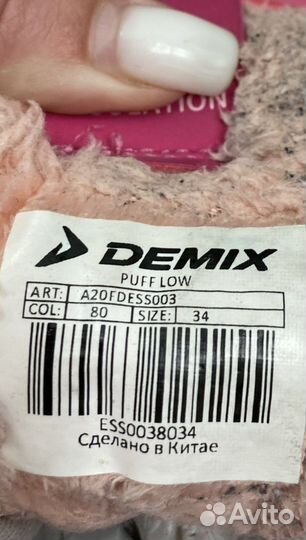 DEMIX
PUFF LOW
ART: A20FDESS003
COL: 80 SIZE: 34
ESS0038034
Сделано в Китае
Avito